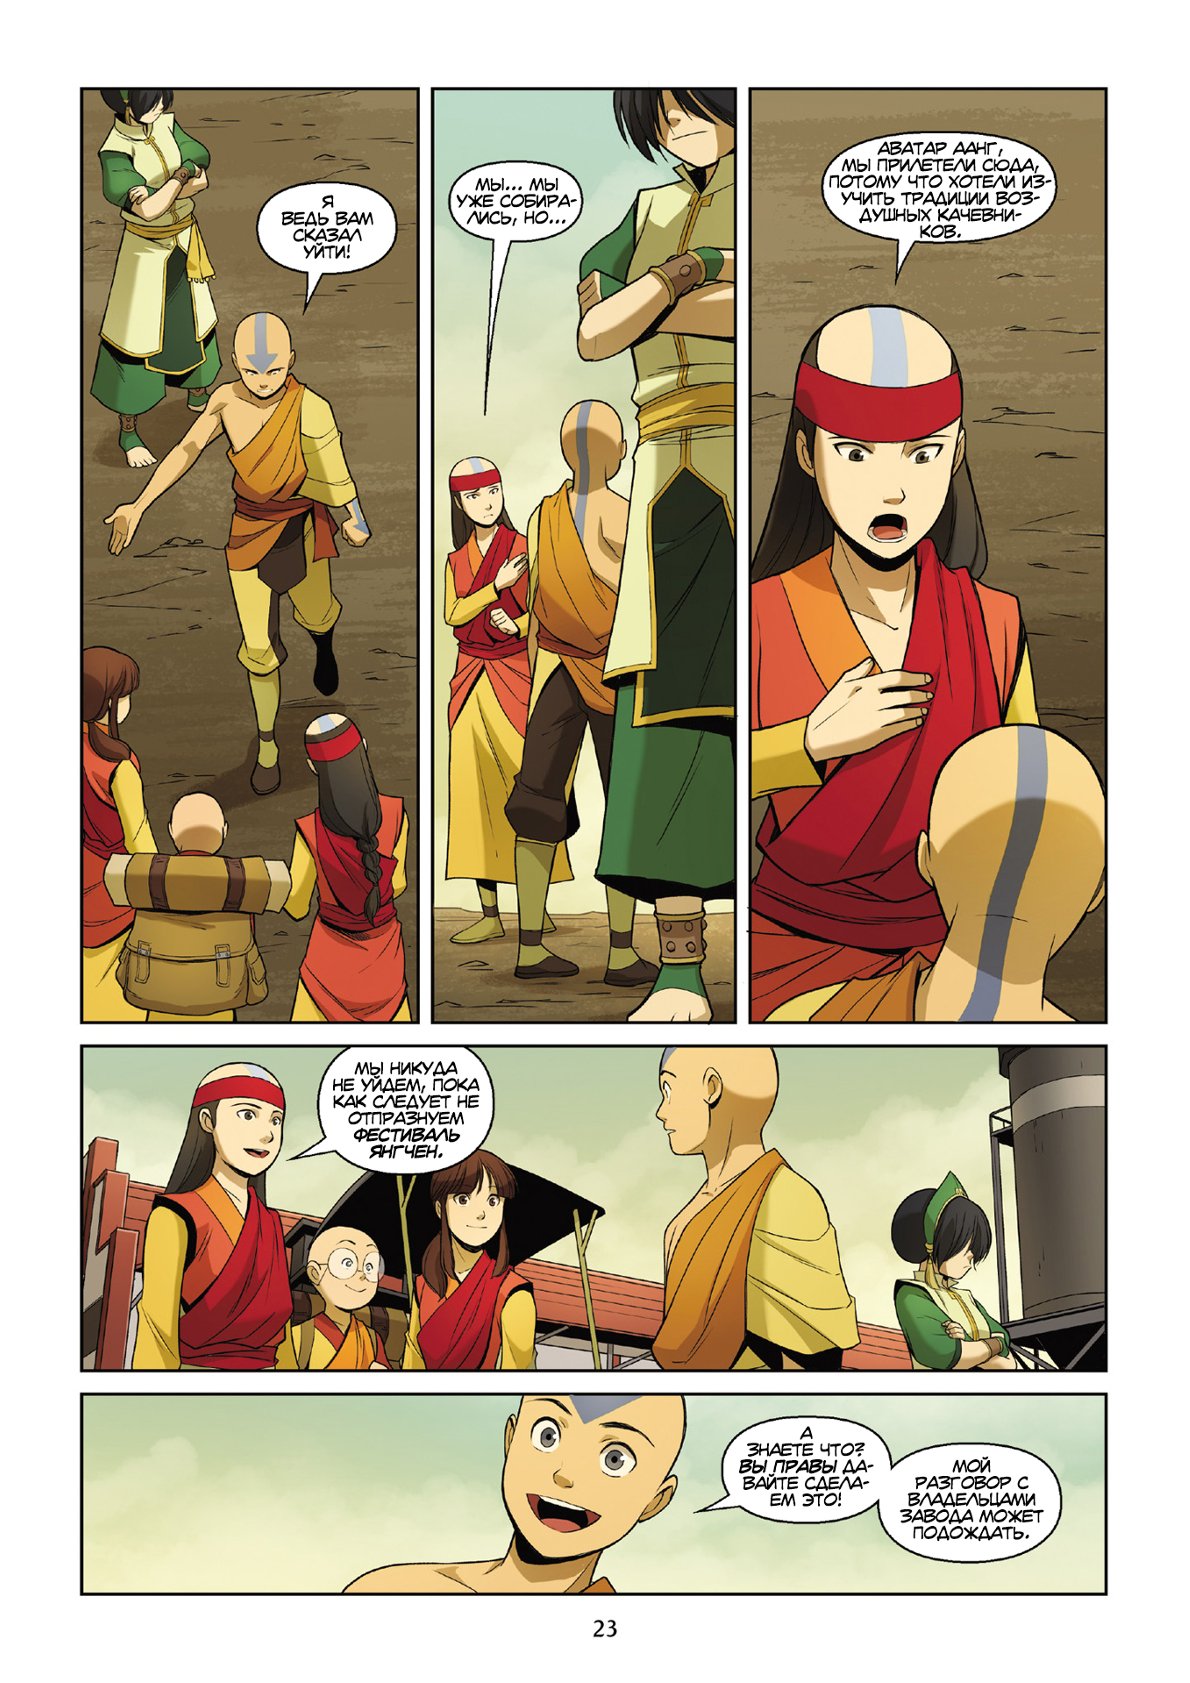 Я
ВЕДЬ ВАМ
СКАЗАЛ
УЙТИ!
МЫ... МЫ
УЖЕ СОБИРА-
ЛИСЬ, НО...
АВАТАР ААНГ,
МЫ ПРИЛЕТЕЛИ СЮДА,
ПОТОМУ ЧТО ХОТЕЛИ ИЗ-
УЧИТЬ ТРАДИЦИИ ВОЗ-
ДУШНЫХ КАЧЕВНИ-
КОВ.
МЫ НИКУДА
НЕ УЙДЕМ, ПОКА
КАК СЛЕДУЕТ НЕ
ОТПРАЗНУЕМ
ФЕСТИВАЛЬ
ЯНГЧЕН.
А
ЗНАЕТЕ ЧТО?
ВЫ ПРАВЫ ДА-
ВАЙТЕ СДЕЛА-
ЕМ ЭТО!
МОЙ
РАЗГОВОР С
ВЛАДЕЛЬЦАМИ
ЗАВОДА МОЖЕТ
ПОДОЖДАТЬ.
23